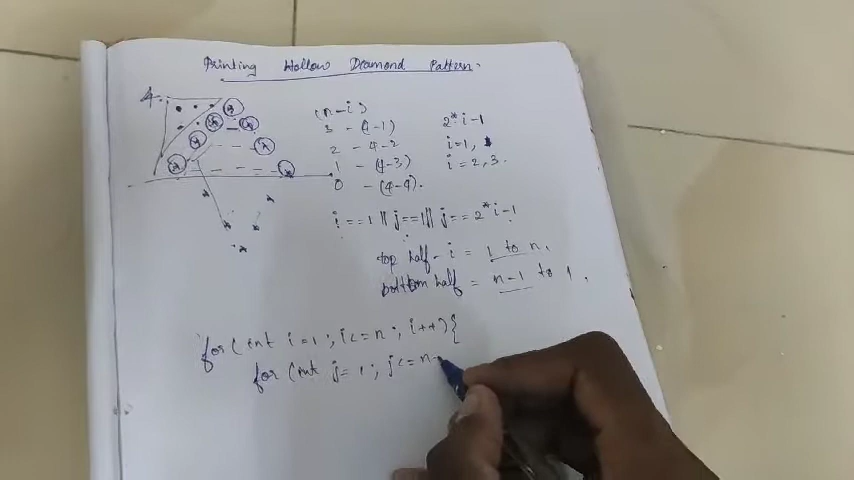 Printing Hollow Diamond Pattern.
4.
(n-i)
3 - (4-1)
2 - 4-2
1 - (4-3)
0 - (4-4).
2*i-1
i=1,
i=2,3.
i==1||j==1||j==2*i-1
top half - i = 1 to n.
bottom half = n-1 to 1.
for(int i=1; i<=n; i++){
for(int j=1; j<=n-